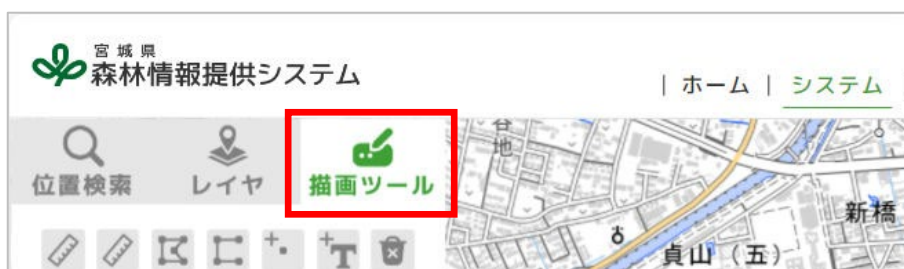 宮城県
森林情報提供システム
| ホーム | システム
位置検索 レイヤ 描画ツール
T
谷地
新橋
貞山（五）